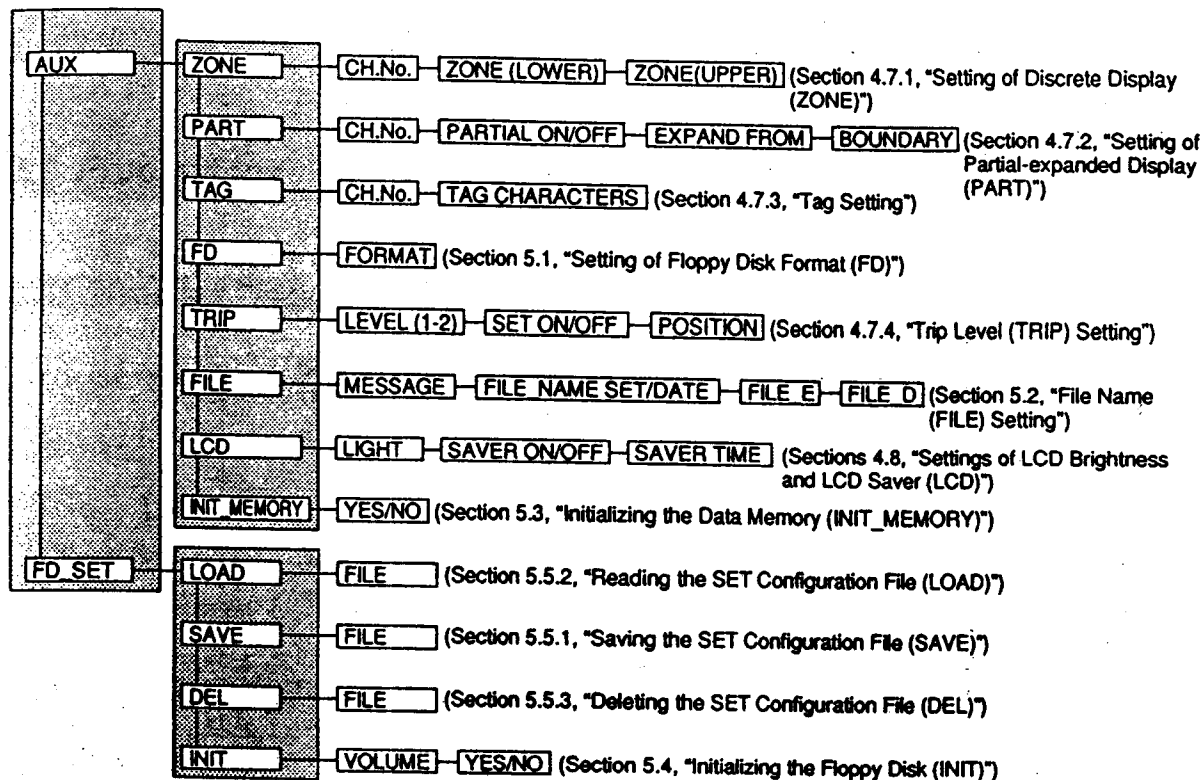 AUX
ZONE CH.No. ZONE (LOWER) ZONE(UPPER) (Section 4.7.1, "Setting of Discrete Display
(ZONE)")
PART CH.No. PARTIAL ON/OFF EXPAND FROM BOUNDARY (Section 4.7.2, "Setting of
Partial-expanded Display
(PART)")
TAG CH.No. TAG CHARACTERS (Section 4.7.3, "Tag Setting")
FD FORMAT (Section 5.1, "Setting of Floppy Disk Format (FD)")
TRIP LEVEL (1-2) SET ON/OFF POSITION (Section 4.7.4, "Trip Level (TRIP) Setting")
FILE MESSAGE FILE_NAME SET/DATE FILE_E FILE_D (Section 5.2, "File Name
(FILE) Setting")
LCD LIGHT SAVER ON/OFF SAVER TIME (Sections 4.8, "Settings of LCD Brightness
and LCD Saver (LCD)")
INIT_MEMORY YES/NO (Section 5.3, "Initializing the Data Memory (INIT_MEMORY)")
FD_SET
LOAD FILE (Section 5.5.2, "Reading the SET Configuration File (LOAD)")
SAVE FILE (Section 5.5.1, "Saving the SET Configuration File (SAVE)")
DEL FILE (Section 5.5.3, "Deleting the SET Configuration File (DEL)")
INIT VOLUME YES/NO (Section 5.4, "Initializing the Floppy Disk (INIT)")